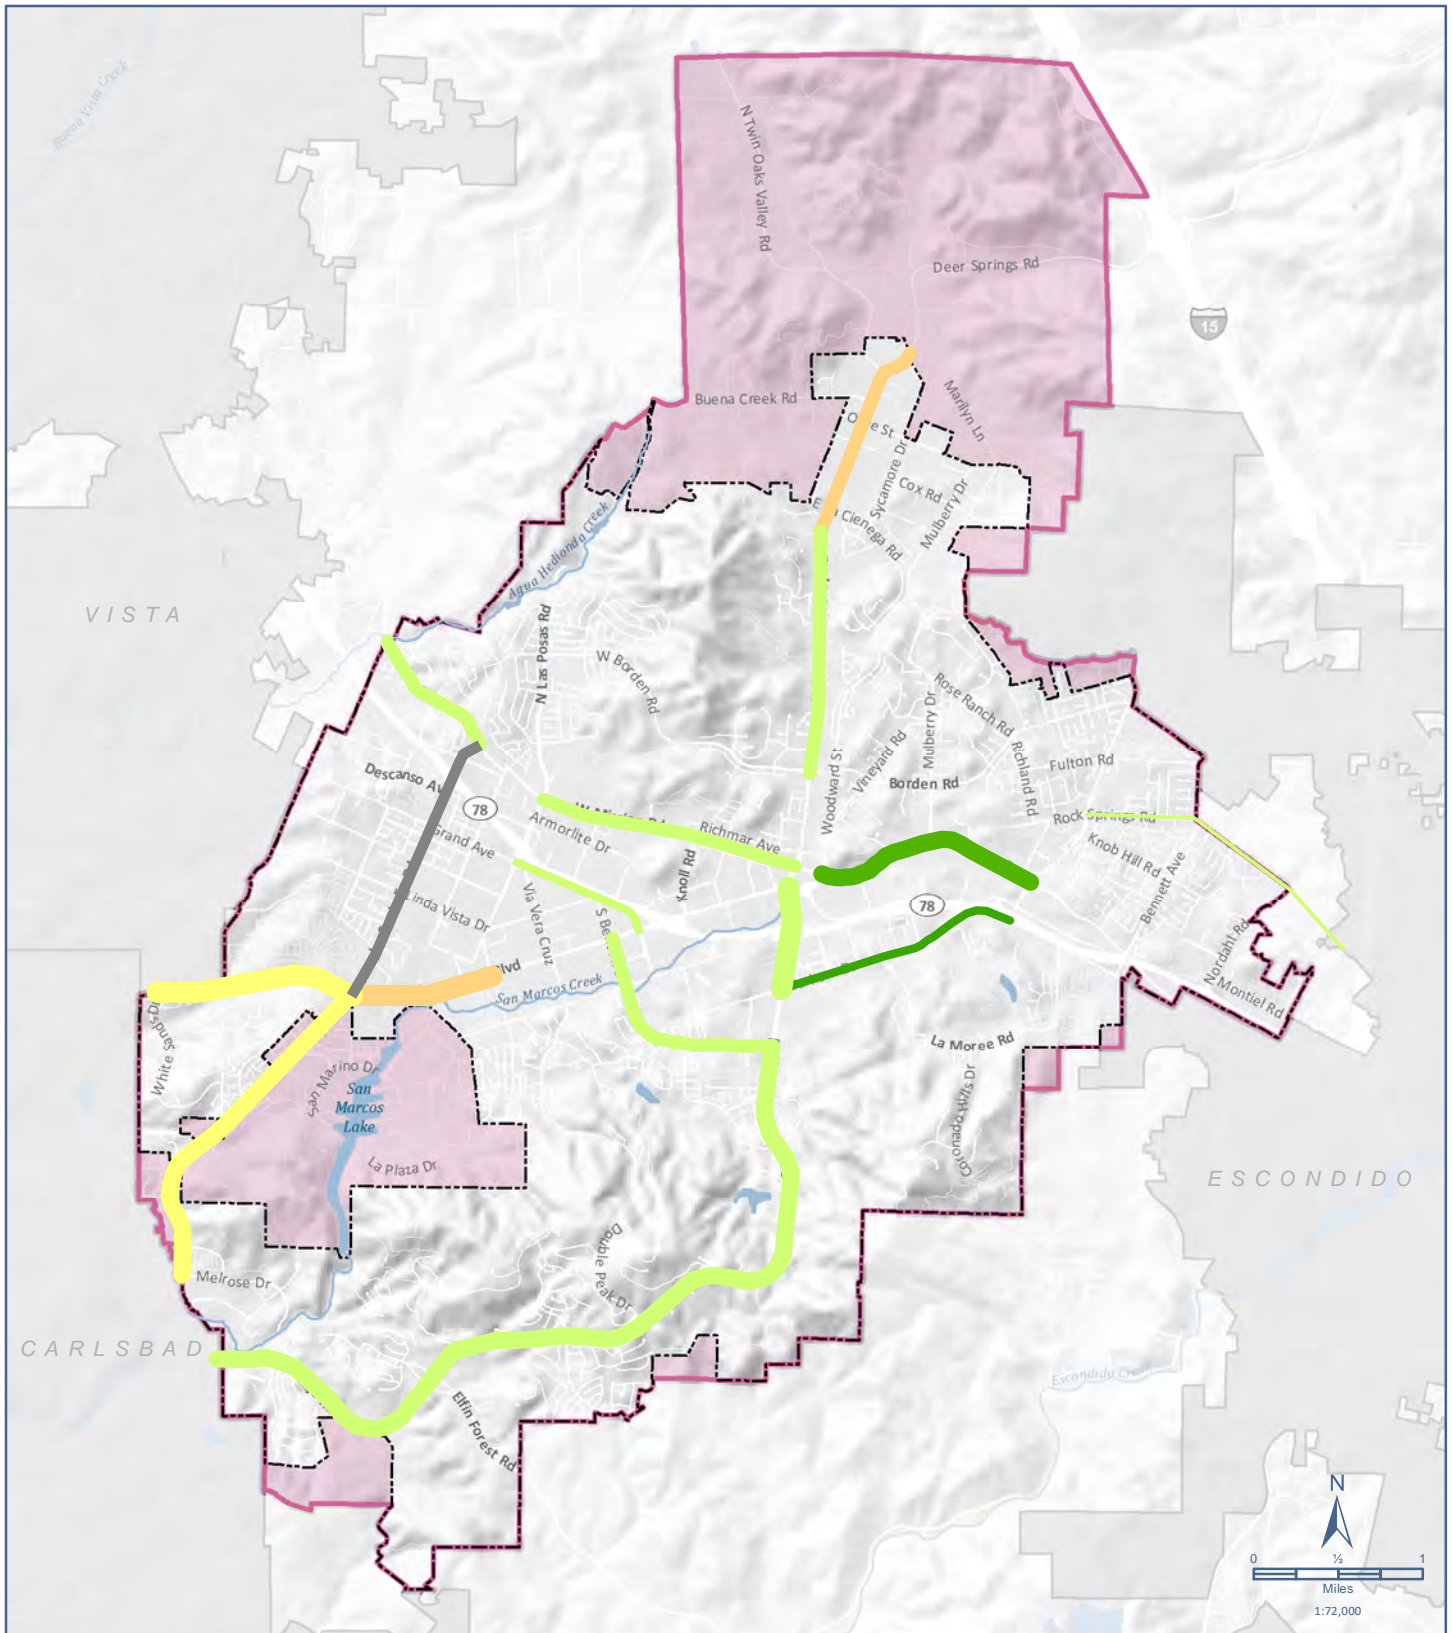 Buena Vista Creek
N Twin Oaks Valley Rd
Deer Springs Rd
15
Buena Creek Rd
Marilyn Ln
Sycamore Dr
Cox Rd
Mulberry Dr
Cienega Rd
Agua Hedionda Creek
VISTA
N Las Posas Rd
W Borden Rd
Rose Ranch Rd
Mulberry Dr
Vineyard Rd
Woodward St
Borden Rd
Richland Rd
Fulton Rd
Descanso Av
78
Grand Ave
Armorlite Dr
Richmar Ave
Knoll Rd
Rock Springs Rd
Knob Hill Rd
Bennett Ave
78
Linda Vista Dr
Via Vera Cruz
S Be
Blvd
San Marcos Creek
Nordahl Rd
Montiel Rd
White Sands Dr
San Marino Dr
San
Marcos
Lake
La Moree Rd
Coronado Hills Dr
La Plaza Dr
ESCONDIDO
Double Peak Dr
Melrose Dr
CARLSBAD
Elfin Forest Rd
Escondido Creek
N
0 ½ 1
Miles
1:72,000